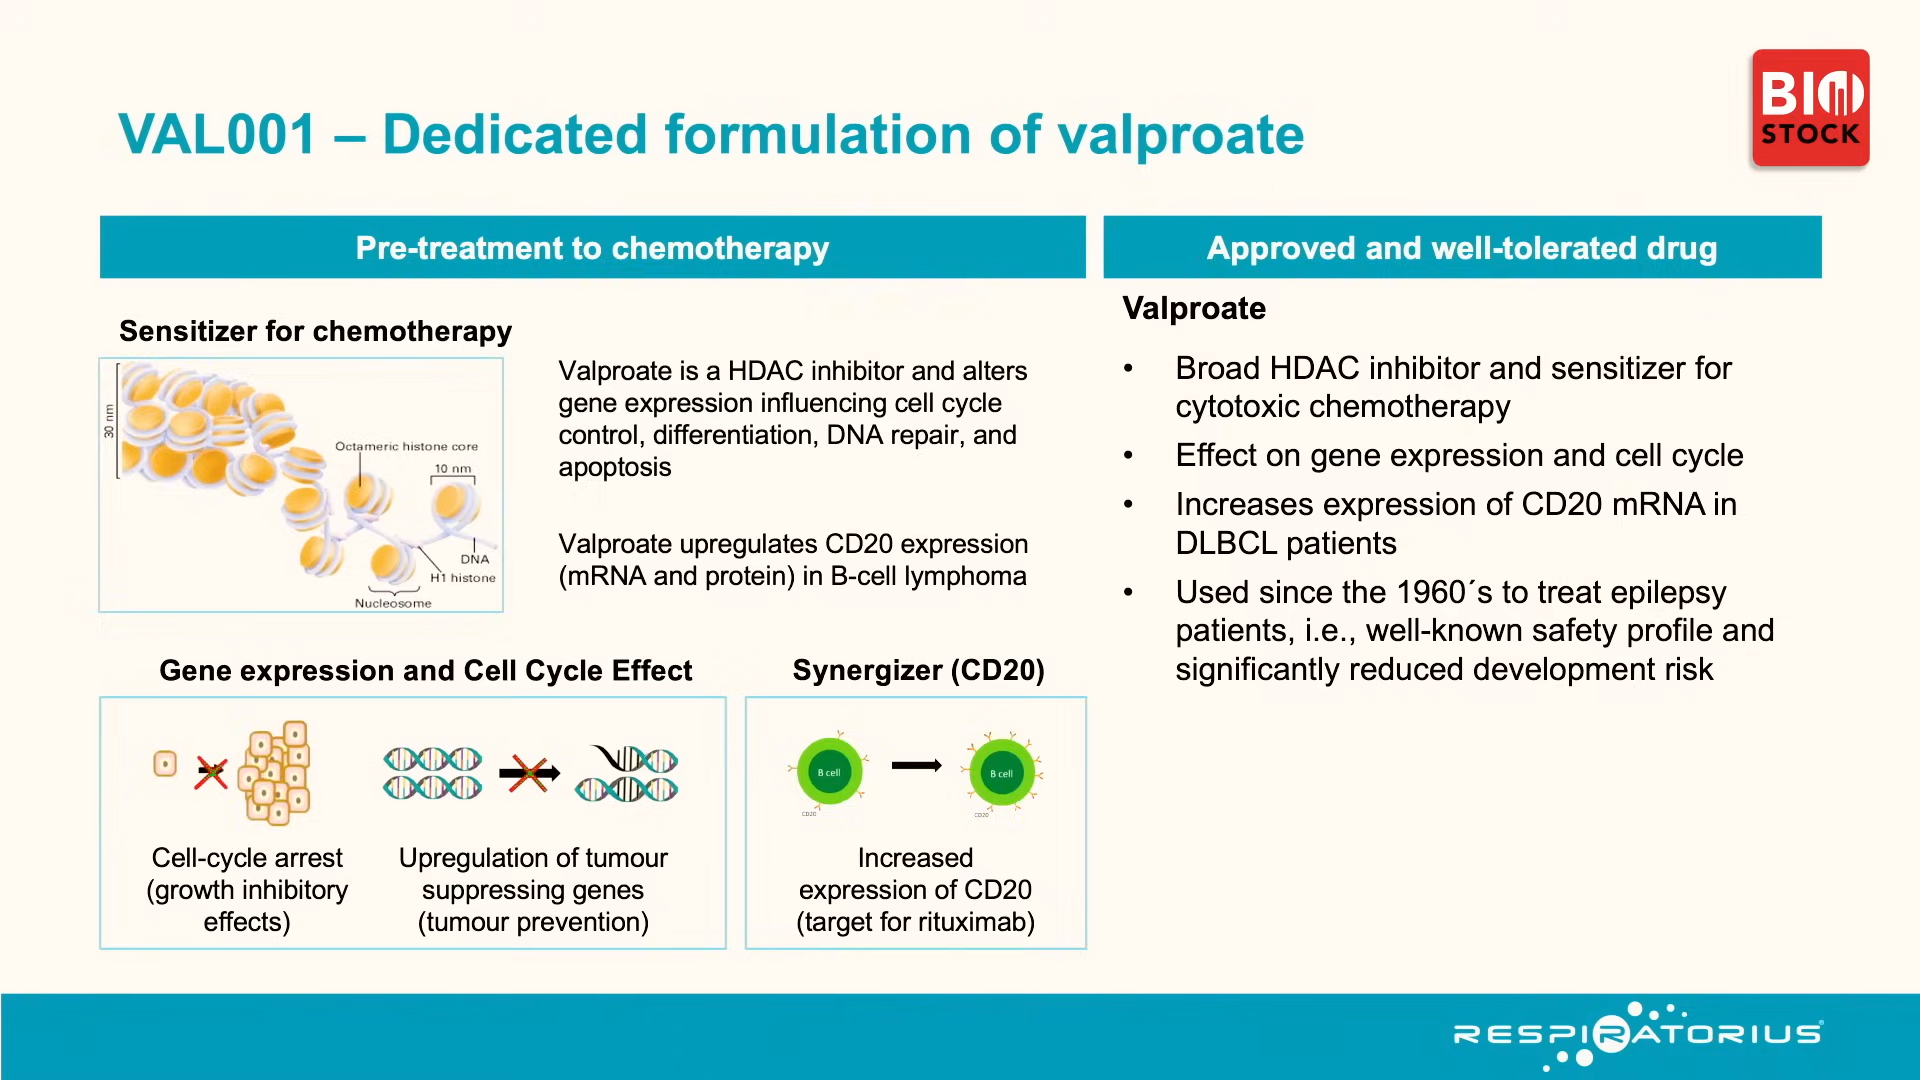 BIO
STOCK
VAL001 – Dedicated formulation of valproate
Pre-treatment to chemotherapy
Sensitizer for chemotherapy
30 nm
Octameric histone core
10 nm
DNA
H1 histone
Nucleosome
Valproate is a HDAC inhibitor and alters
gene expression influencing cell cycle
control, differentiation, DNA repair, and
apoptosis
Valproate upregulates CD20 expression
(mRNA and protein) in B-cell lymphoma
Gene expression and Cell Cycle Effect
Cell-cycle arrest
(growth inhibitory
effects)
Upregulation of tumour
suppressing genes
(tumour prevention)
Synergizer (CD20)
B cell
CD20
B cell
CD20
Increased
expression of CD20
(target for rituximab)
Approved and well-tolerated drug
Valproate
• Broad HDAC inhibitor and sensitizer for
cytotoxic chemotherapy
• Effect on gene expression and cell cycle
• Increases expression of CD20 mRNA in
DLBCL patients
• Used since the 1960´s to treat epilepsy
patients, i.e., well-known safety profile and
significantly reduced development risk
RESPIRATORIUS